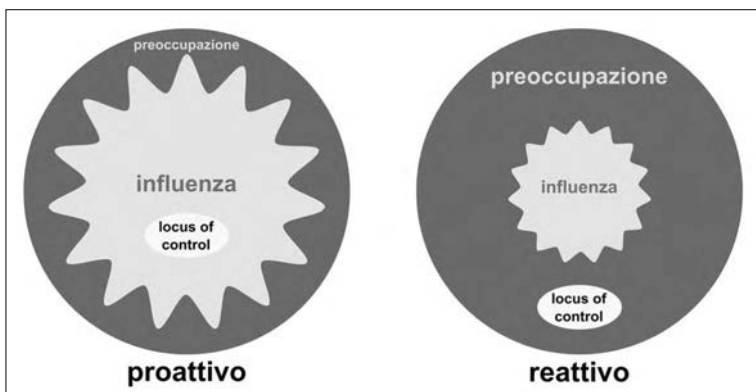 preoccupazione
influenza
locus of
control
proattivo
preoccupazione
influenza
locus of
control
reattivo